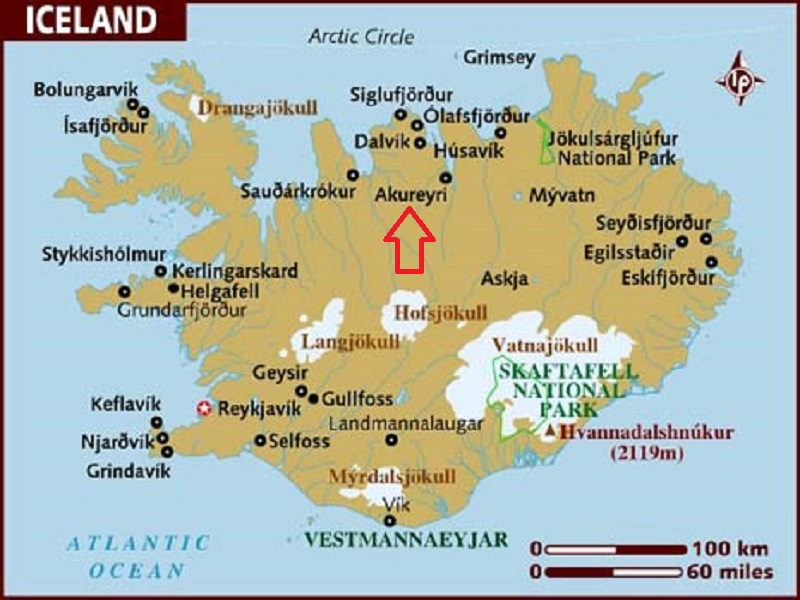 ICELAND
Arctic Circle
Grimsey
lp
Bolungarvík
Ísafjörður
Drangajökull
Siglufjörður
Ólafsfjörður
Dalvík
Húsavík
Jökulsárgljúfur
National Park
Sauðárkrókur
Akureyri
Mývatn
Seyðisfjörður
Egilsstaðir
Eskifjörður
Stykkishólmur
Kerlingarskard
Helgafell
Grundarfjörður
Askja
Hofsjökull
Langjökull
Vatnajökull
SKAFTAFELL
NATIONAL
PARK
Geysir
Gullfoss
Keflavík
Reykjavík
Landmannalaugar
Njarðvík
Selfoss
Grindavík
Hvannadalshnúkur
(2119m)
Mýrdalsjökull
Vík
VESTMANNAEYJAR
ATLANTIC
OCEAN
0 100 km
0 60 miles